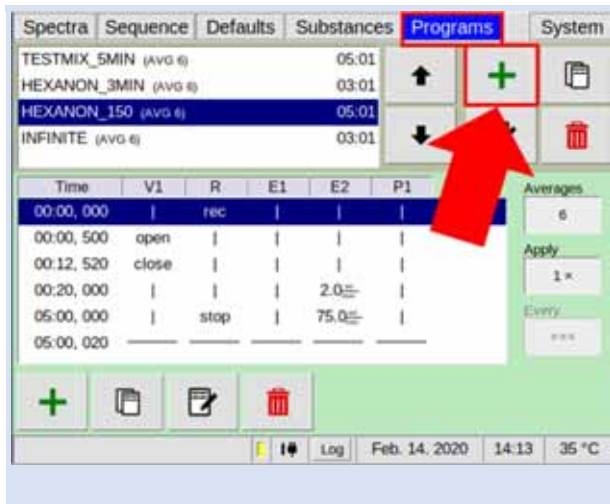 Spectra Sequence Defaults Substances Programs System
TESTMIX_5MIN (AVG 6) 05:01
HEXANON_3MIN (AVG 6) 03:01
HEXANON_150 (AVG 6) 05:01
INFINITE (AVG 6) 03:01
Time V1 R E1 E2 P1
00:00, 000 | rec | | |
00:00, 500 open | | | |
00:12, 520 close | | | |
00:20, 000 | | | 2.0 |
05:00, 000 | stop | 75.0 |
05:00, 020
Averages
6
Apply
1 ×
Every
***
Log Feb. 14. 2020 14:13 35 °C